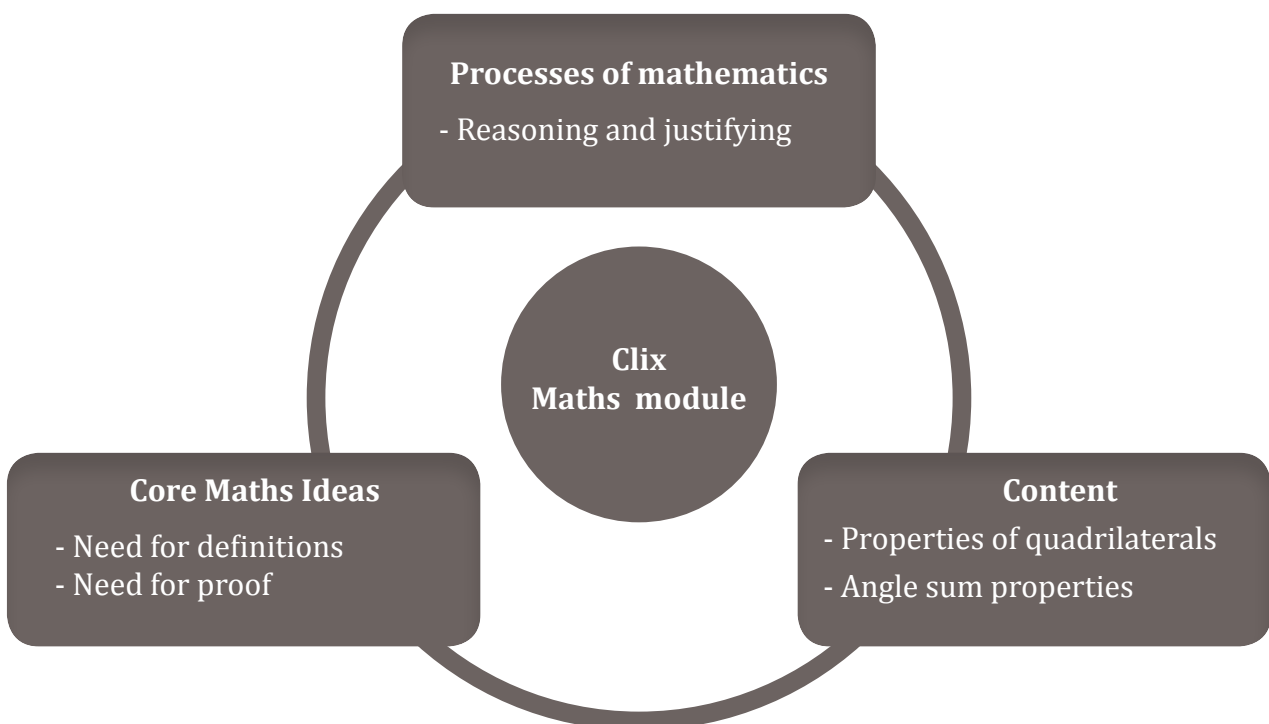 Processes of mathematics
- Reasoning and justifying
Clix
Maths module
Core Maths Ideas
- Need for definitions
- Need for proof
Content
- Properties of quadrilaterals
- Angle sum properties